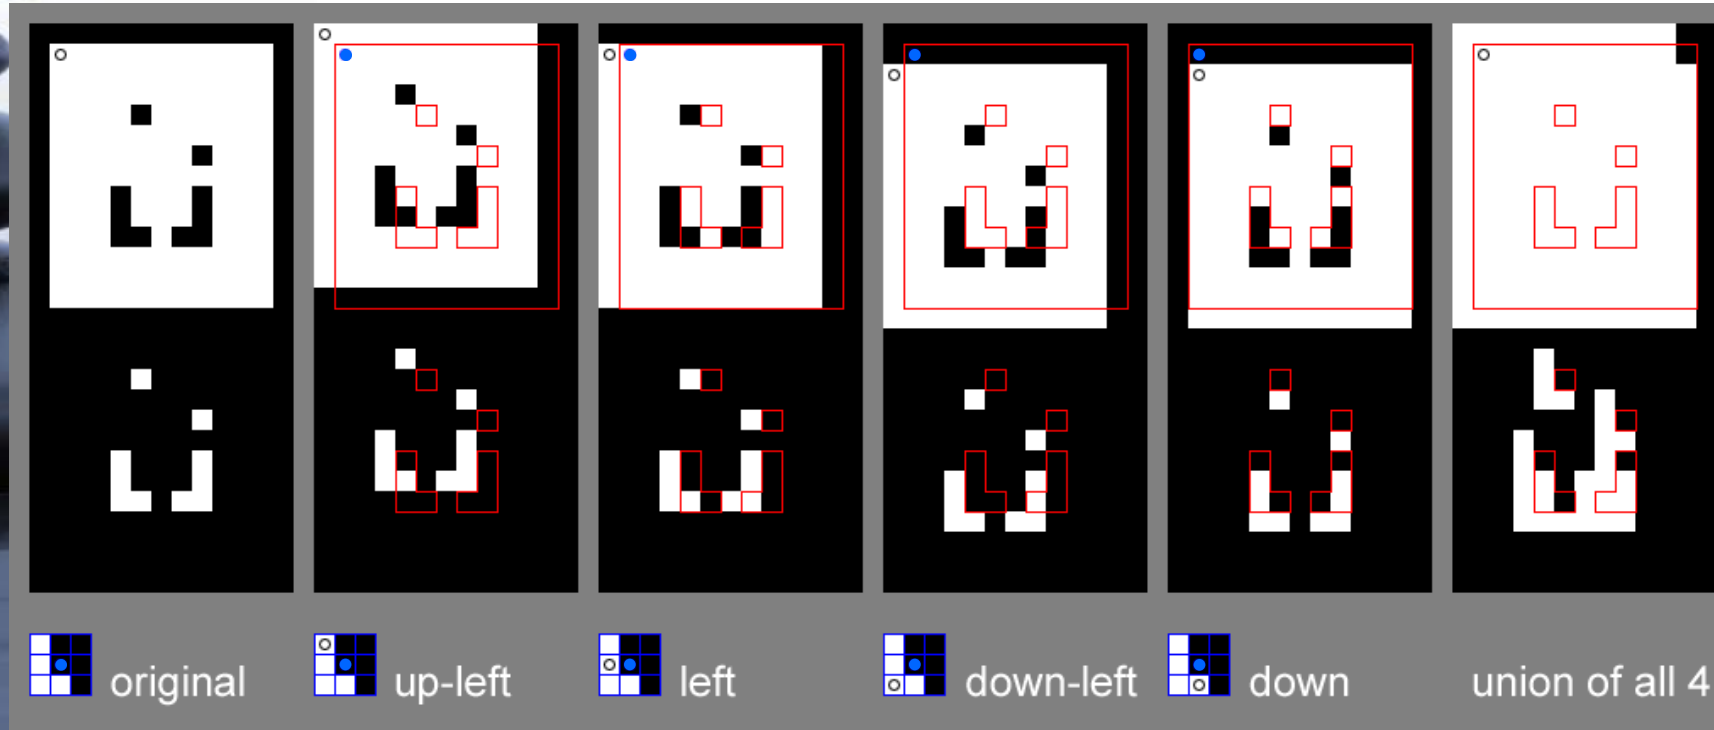 original
up-left
left
down-left
down
union of all 4